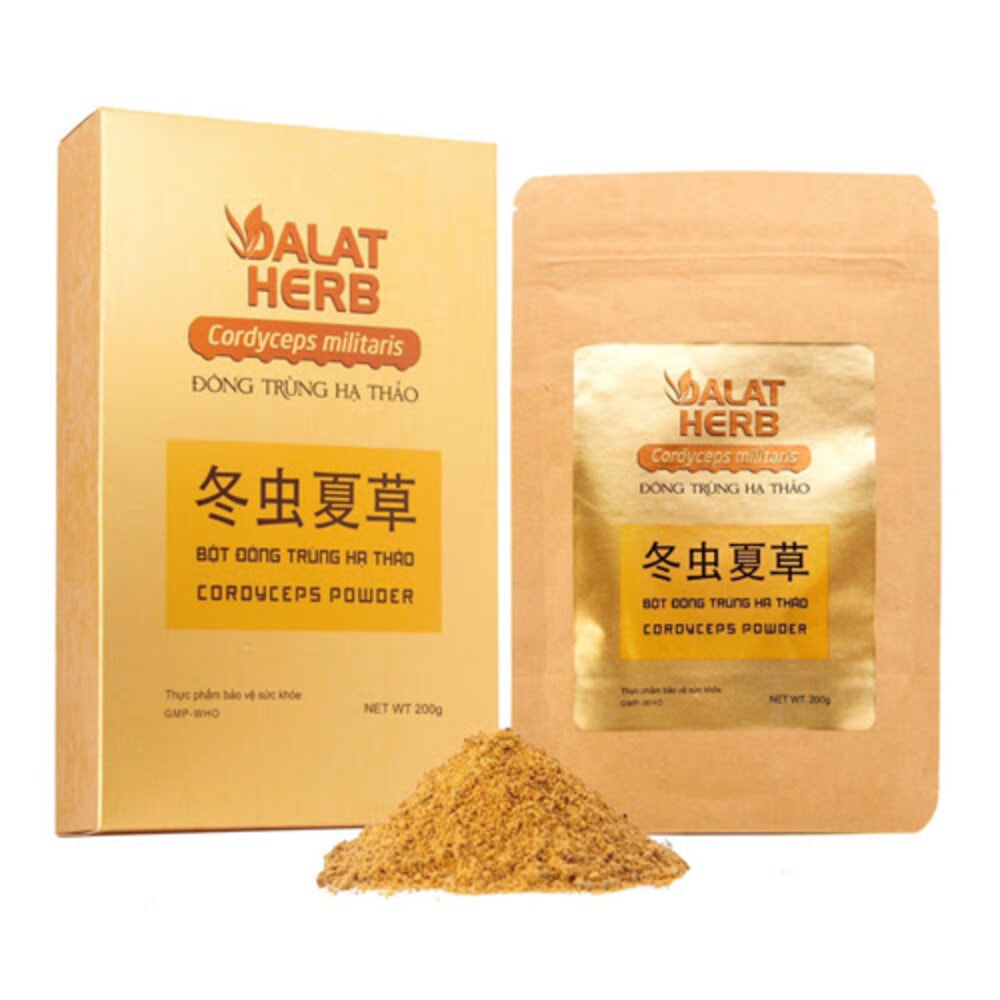 DALAT
HERB
Cordyceps militaris
ĐÔNG TRÙNG HẠ THẢO
冬虫夏草
BỘT ĐÔNG TRÙNG HẠ THẢO
CORDYCEPS POWDER
Thực phẩm bảo vệ sức khỏe
GMP-WHO
NET WT 200g
DALAT
HERB
Cordyceps militaris
ĐÔNG TRÙNG HẠ THẢO
冬虫夏草
BỘT ĐÔNG TRÙNG HẠ THẢO
CORDYCEPS POWDER
Thực phẩm bảo vệ sức khỏe
GMP-WHO
NET WT 200g